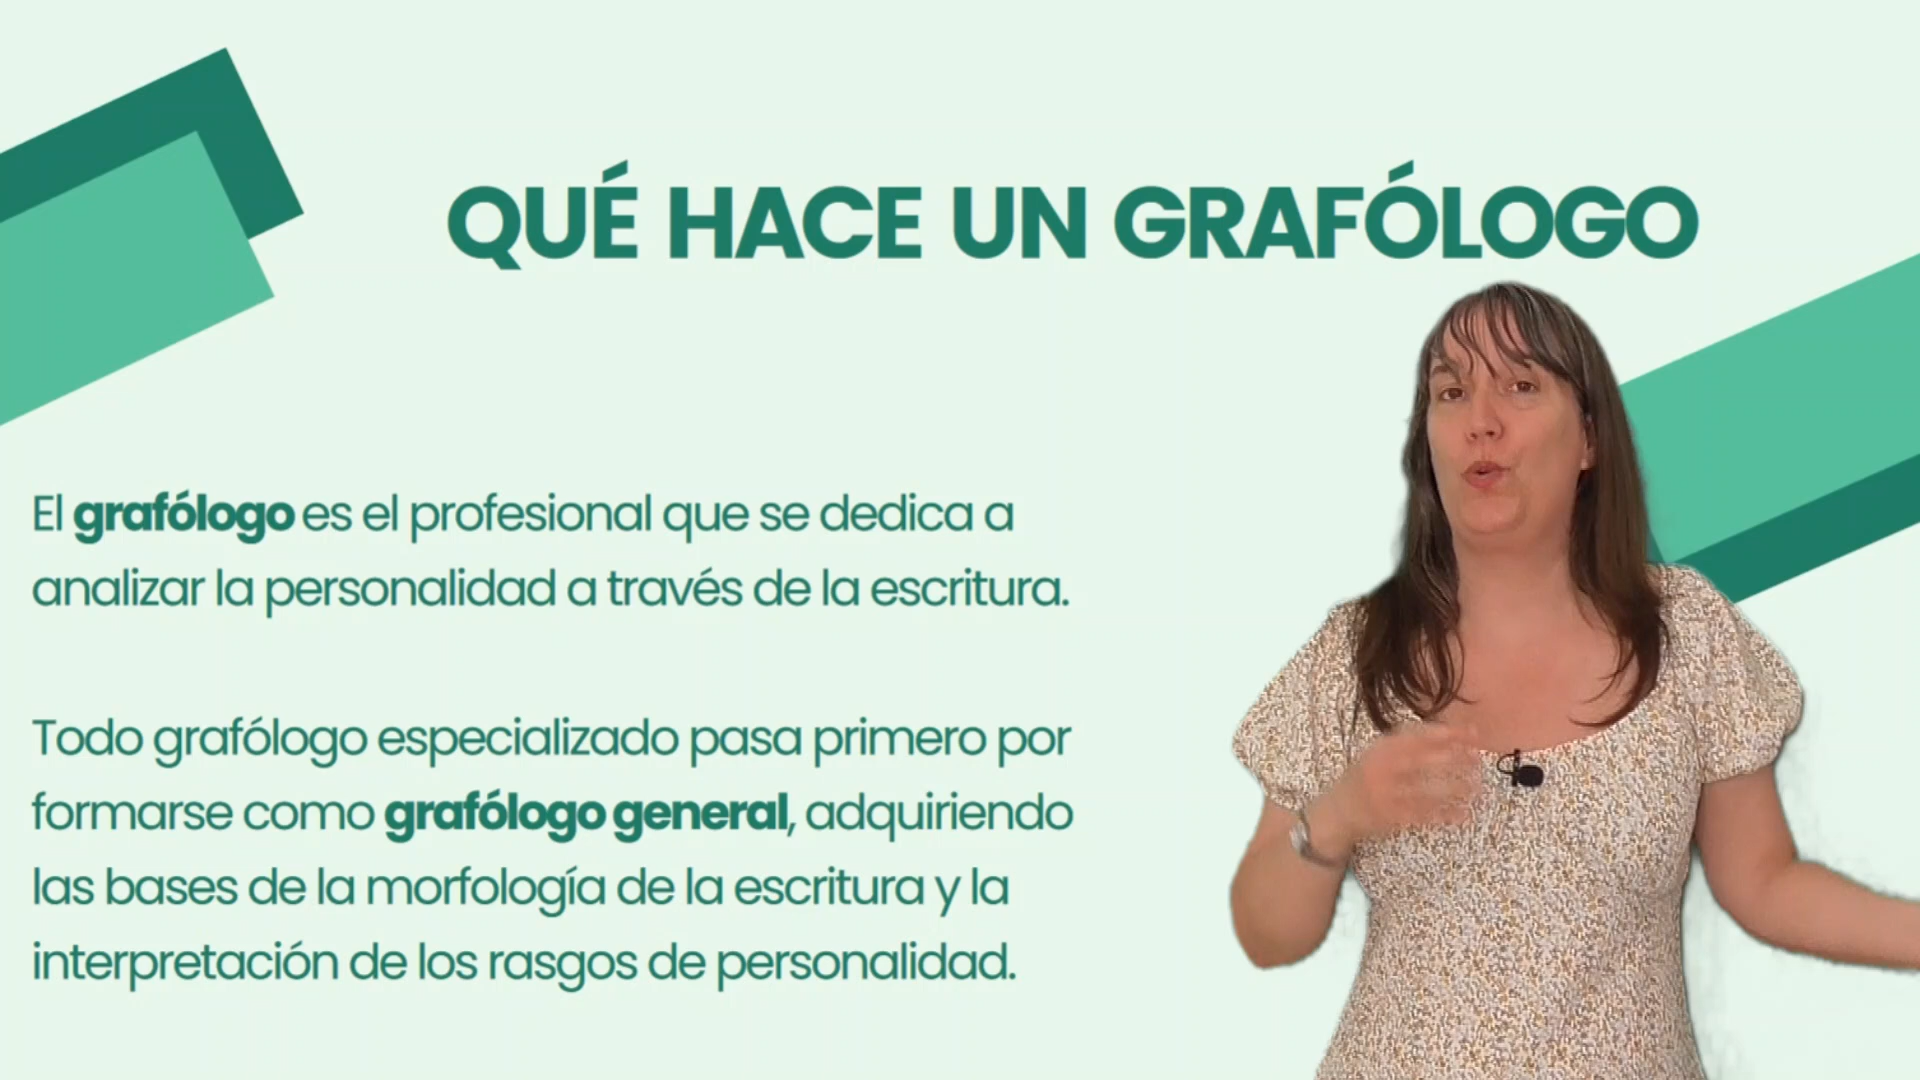 QUÉ HACE UN GRAFÓLOGO
El grafólogo es el profesional que se dedica a
analizar la personalidad a través de la escritura.
Todo grafólogo especializado pasa primero por
formarse como grafólogo general, adquiriendo
las bases de la morfología de la escritura y la
interpretación de los rasgos de personalidad.